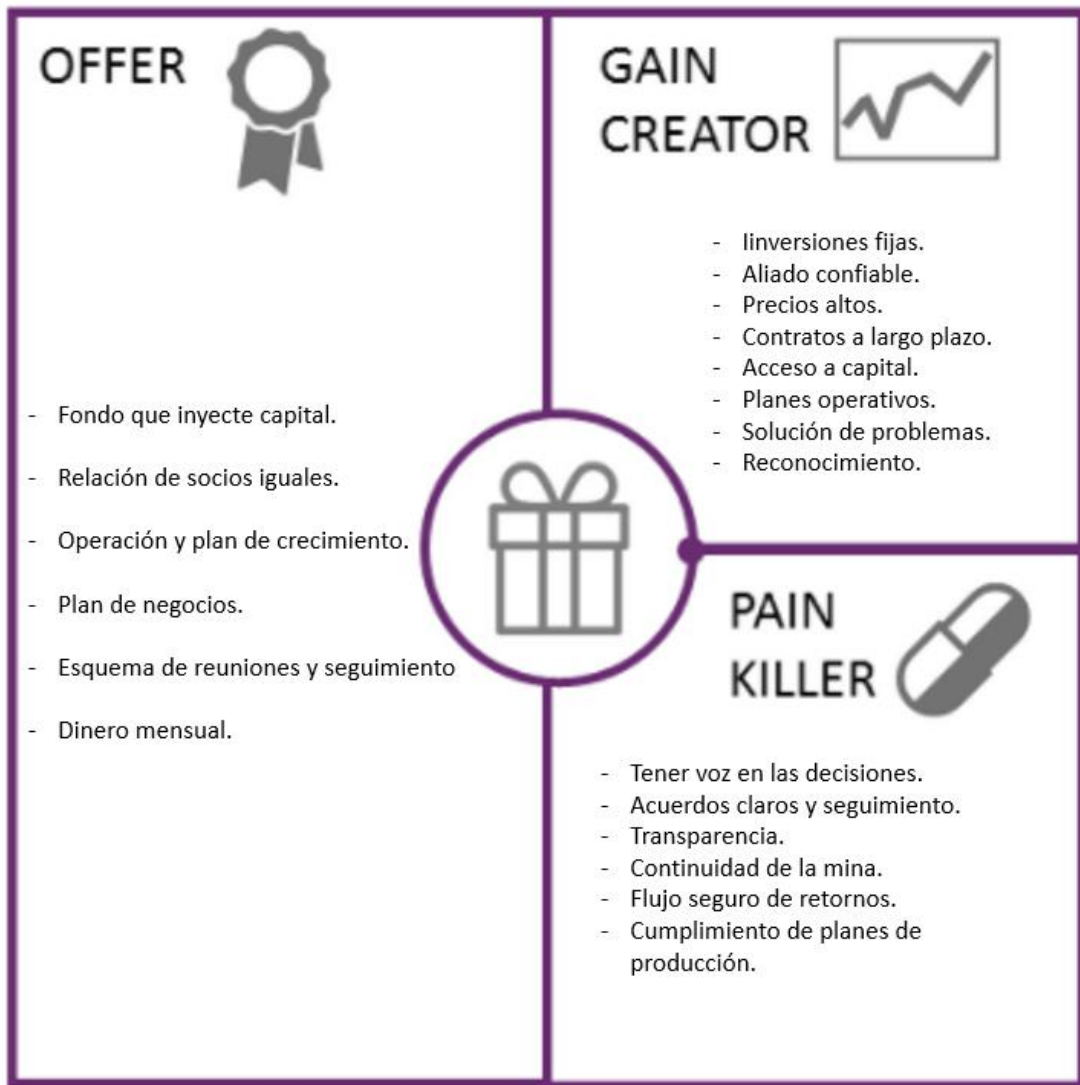 OFFER
- Fondo que inyecte capital.
- Relación de socios iguales.
- Operación y plan de crecimiento.
- Plan de negocios.
- Esquema de reuniones y seguimiento
- Dinero mensual.
GAIN
CREATOR
- Iinversiones fijas.
- Aliado confiable.
- Precios altos.
- Contratos a largo plazo.
- Acceso a capital.
- Planes operativos.
- Solución de problemas.
- Reconocimiento.
PAIN
KILLER
- Tener voz en las decisiones.
- Acuerdos claros y seguimiento.
- Transparencia.
- Continuidad de la mina.
- Flujo seguro de retornos.
- Cumplimiento de planes de
producción.